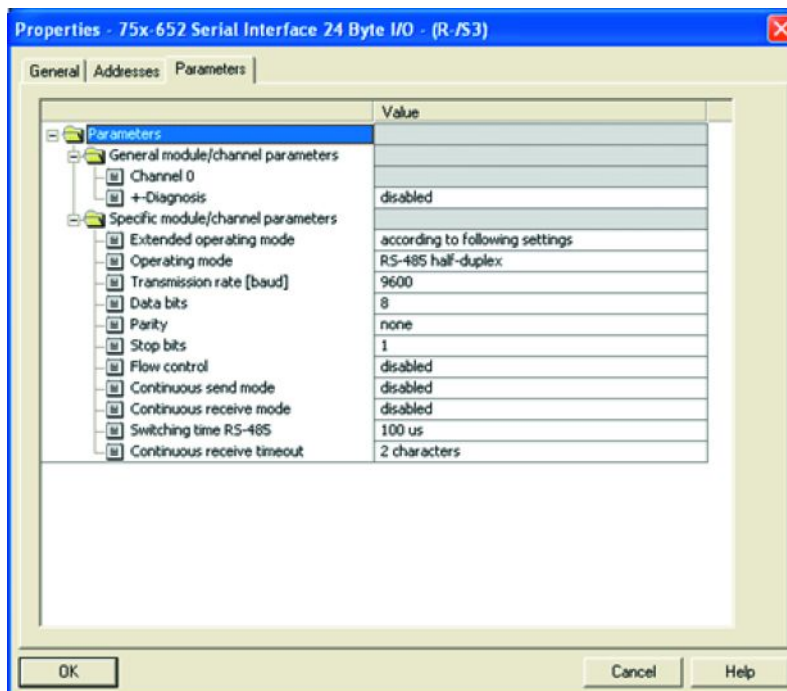 Properties - 75x-652 Serial Interface 24 Byte I/O - (R-/S3)
General Addresses Parameters
Value
Parameters
General module/channel parameters
Channel 0
+-Diagnosis disabled
Specific module/channel parameters
Extended operating mode according to following settings
Operating mode RS-485 half-duplex
Transmission rate [baud] 9600
Data bits 8
Parity none
Stop bits 1
Flow control disabled
Continuous send mode disabled
Continuous receive mode disabled
Switching time RS-485 100 us
Continuous receive timeout 2 characters
OK Cancel Help